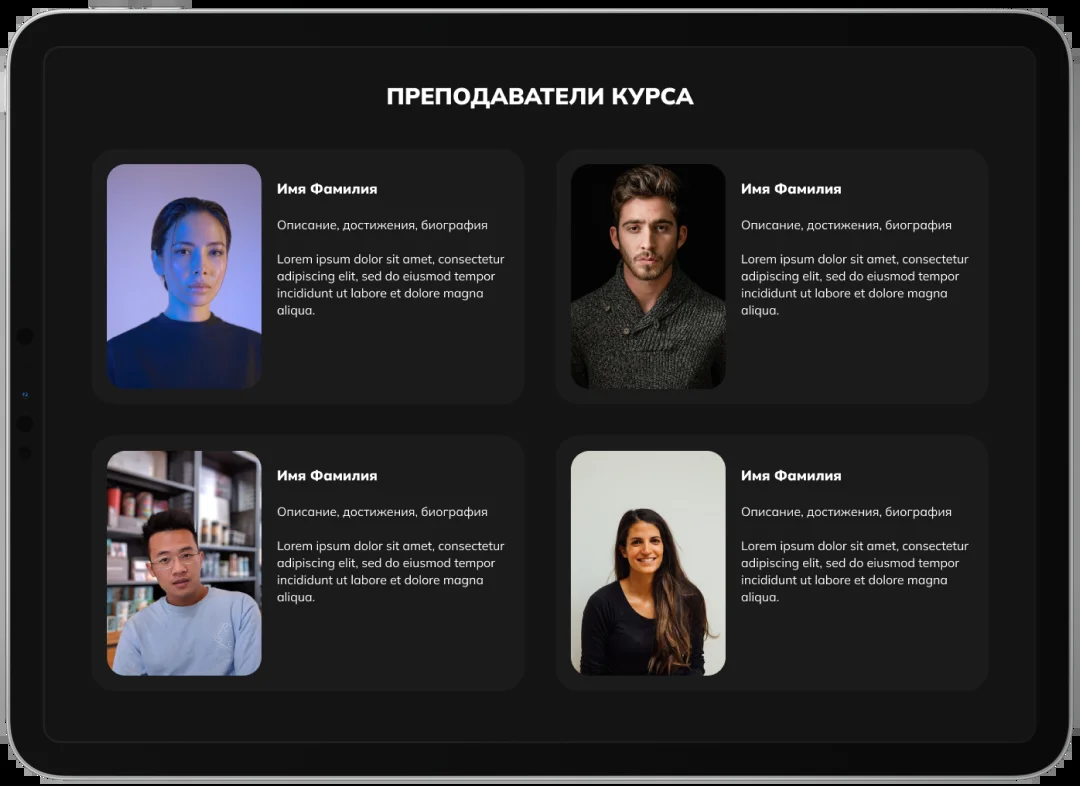 ПРЕПОДАВАТЕЛИ КУРСА
Имя Фамилия
Описание, достижения, биография
Lorem ipsum dolor sit amet, consectetur
adipiscing elit, sed do eiusmod tempor
incididunt ut labore et dolore magna
aliqua.
Имя Фамилия
Описание, достижения, биография
Lorem ipsum dolor sit amet, consectetur
adipiscing elit, sed do eiusmod tempor
incididunt ut labore et dolore magna
aliqua.
Имя Фамилия
Описание, достижения, биография
Lorem ipsum dolor sit amet, consectetur
adipiscing elit, sed do eiusmod tempor
incididunt ut labore et dolore magna
aliqua.
Имя Фамилия
Описание, достижения, биография
Lorem ipsum dolor sit amet, consectetur
adipiscing elit, sed do eiusmod tempor
incididunt ut labore et dolore magna
aliqua.